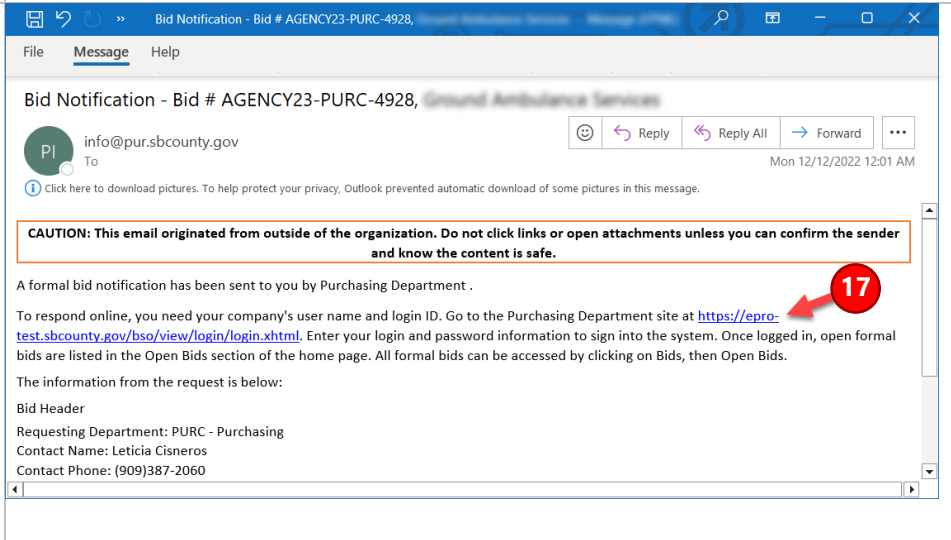 Bid Notification - Bid # AGENCY23-PURC-4928,
File Message Help
Bid Notification - Bid # AGENCY23-PURC-4928,
PI
info@pur.sbcounty.gov
To
Reply Reply All Forward
Mon 12/12/2022 12:01 AM
Click here to download pictures. To help protect your privacy, Outlook prevented automatic download of some pictures in this message.
CAUTION: This email originated from outside of the organization. Do not click links or open attachments unless you can confirm the sender
and know the content is safe.
A formal bid notification has been sent to you by Purchasing Department .
17
To respond online, you need your company's user name and login ID. Go to the Purchasing Department site at https://epro-
test.sbcounty.gov/bso/view/login/login.xhtml. Enter your login and password information to sign into the system. Once logged in, open formal
bids are listed in the Open Bids section of the home page. All formal bids can be accessed by clicking on Bids, then Open Bids.
The information from the request is below:
Bid Header
Requesting Department: PURC - Purchasing
Contact Name: Leticia Cisneros
Contact Phone: (909)387-2060